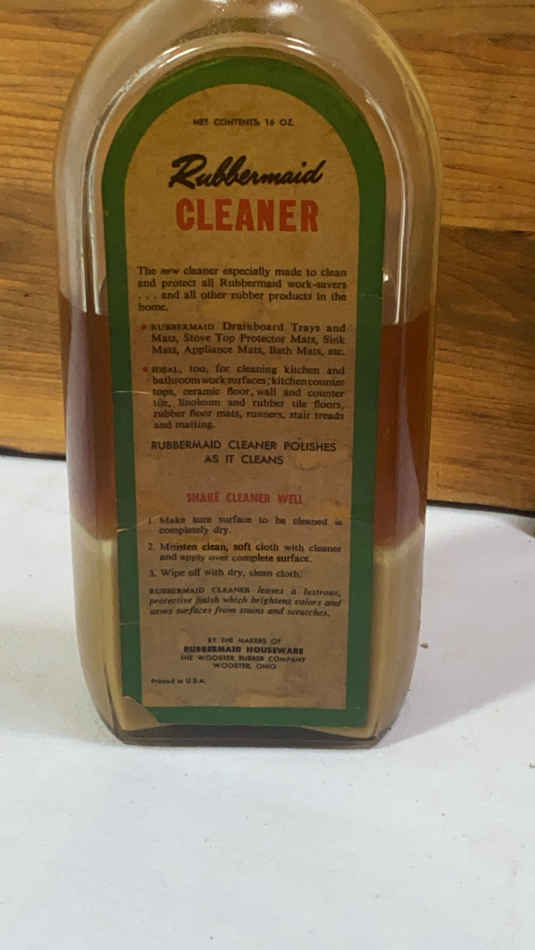 NET CONTENTS 16 OZ.
Rubbermaid
CLEANER
The new cleaner especially made to clean
and protect all Rubbermaid work-savers
. . . and all other rubber products in the
home.
• RUBBERMAID Drainboard Trays and
Mats, Stove Top Protector Mats, Sink
Mats, Appliance Mats, Bath Mats, etc.
• IDEAL, too, for cleaning kitchen and
bathroom work surfaces; kitchen counter
tops, ceramic floor, wall and counter
tile, linoleum and rubber tile floors,
rubber floor mats, runners, stair treads
and matting.
RUBBERMAID CLEANER POLISHES
AS IT CLEANS
SHAKE CLEANER WELL
1. Make sure surface to be cleaned is
completely dry.
2. Moisten clean, soft cloth with cleaner
and apply over complete surface.
3. Wipe off with dry, clean cloth.
RUBBERMAID CLEANER leaves a lustrous,
protective finish which brightens colors and
saves surfaces from stains and scratches.
BY THE MAKERS OF
RUBBERMAID HOUSEWARE
THE WOOSTER RUBBER COMPANY
WOOSTER, OHIO
Printed in U.S.A.